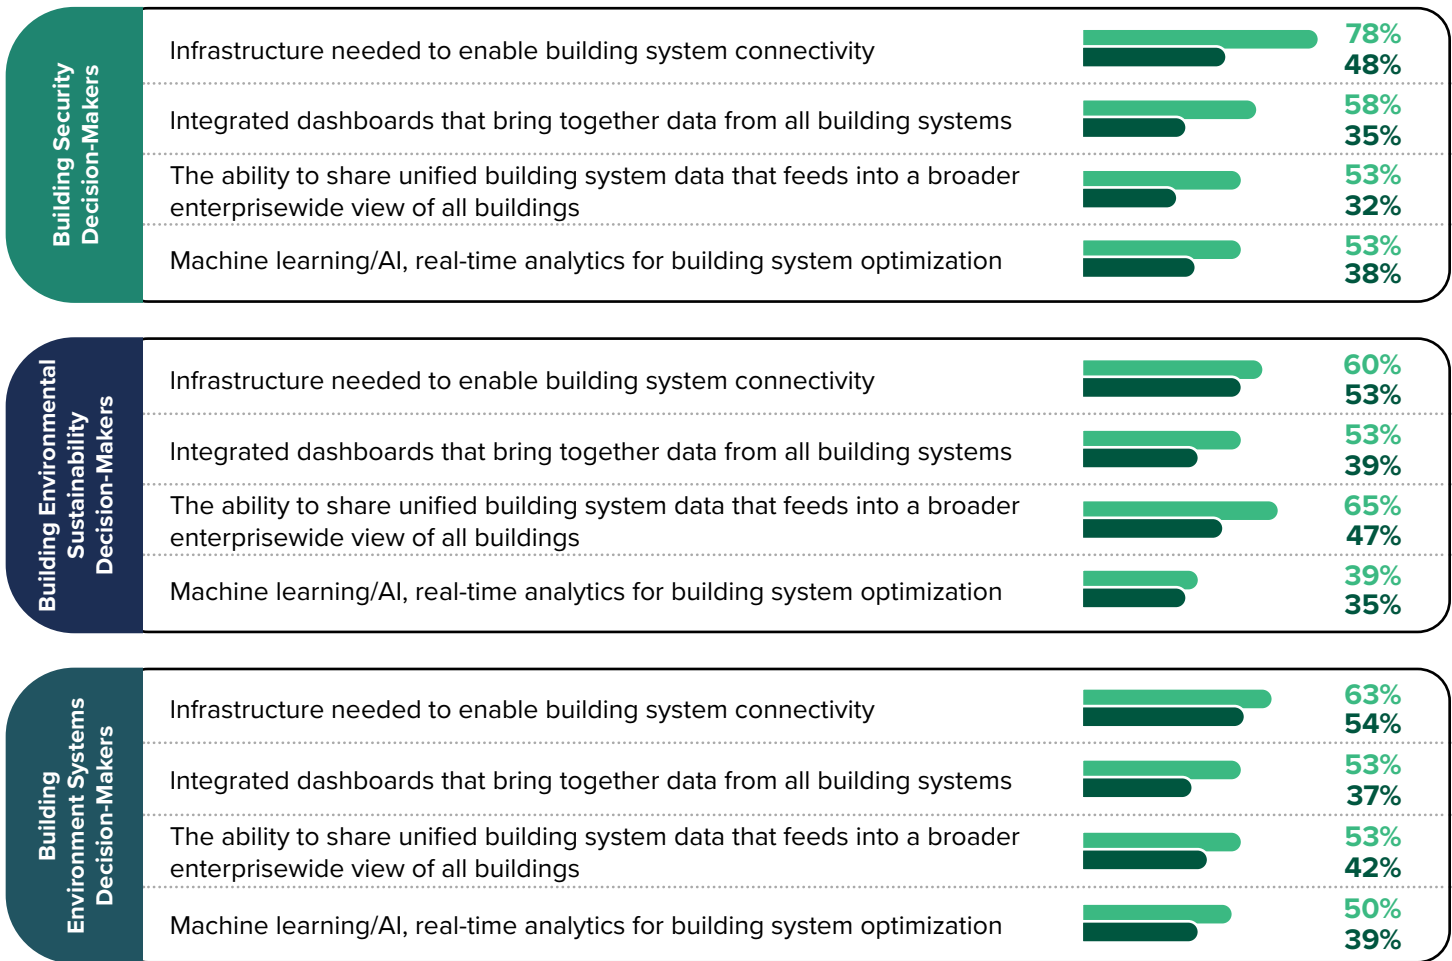 Building Security
Decision-Makers
Infrastructure needed to enable building system connectivity
78%
48%
Integrated dashboards that bring together data from all building systems
58%
35%
The ability to share unified building system data that feeds into a broader
enterprisewide view of all buildings
53%
32%
Machine learning/AI, real-time analytics for building system optimization
53%
38%
Building Environmental
Sustainability
Decision-Makers
Infrastructure needed to enable building system connectivity
60%
53%
Integrated dashboards that bring together data from all building systems
53%
39%
The ability to share unified building system data that feeds into a broader
enterprisewide view of all buildings
65%
47%
Machine learning/AI, real-time analytics for building system optimization
39%
35%
Building
Environment Systems
Decision-Makers
Infrastructure needed to enable building system connectivity
63%
54%
Integrated dashboards that bring together data from all building systems
53%
37%
The ability to share unified building system data that feeds into a broader
enterprisewide view of all buildings
53%
42%
Machine learning/AI, real-time analytics for building system optimization
50%
39%